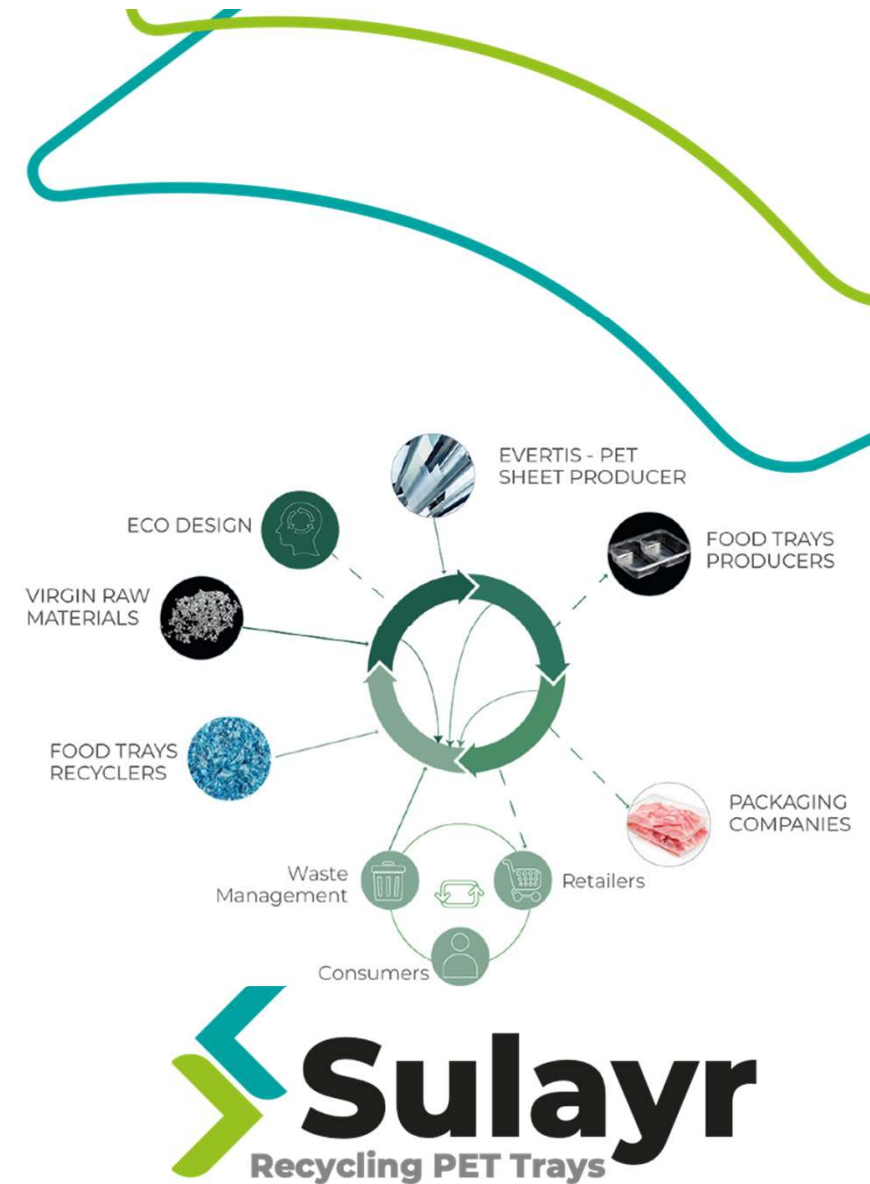 EVERTIS - PET
SHEET PRODUCER
ECO DESIGN
FOOD TRAYS
PRODUCERS
VIRGIN RAW
MATERIALS
FOOD TRAYS
RECYCLERS
PACKAGING
COMPANIES
Waste
Management
Retailers
Consumers
Sulayr
Recycling PET Trays